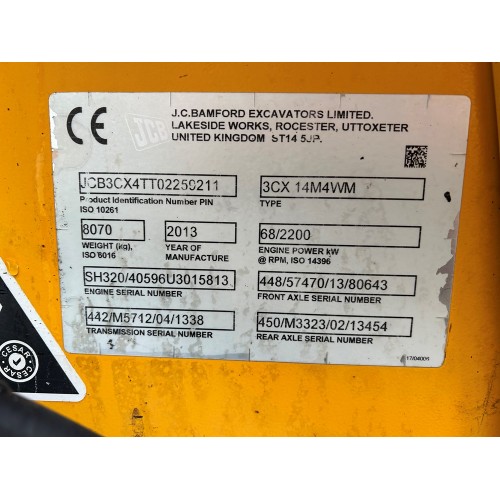 CE
JCB
J.C.BAMFORD EXCAVATORS LIMITED.
LAKESIDE WORKS, ROCESTER, UTTOXETER
UNITED KINGDOM ST14 5JP.
JCB3CX4TT02259211
Product Identification Number PIN
ISO 10261
3CX 14M4WM
TYPE
8070
WEIGHT (kg),
ISO 6016
2013
YEAR OF
MANUFACTURE
68/2200
ENGINE POWER kW
@ RPM, ISO 14396
SH320/40596U3015813
ENGINE SERIAL NUMBER
448/57470/13/80643
FRONT AXLE SERIAL NUMBER
442/M5712/04/1338
TRANSMISSION SERIAL NUMBER
450/M3323/02/13454
REAR AXLE SERIAL NUMBER
CESAR
CESAR